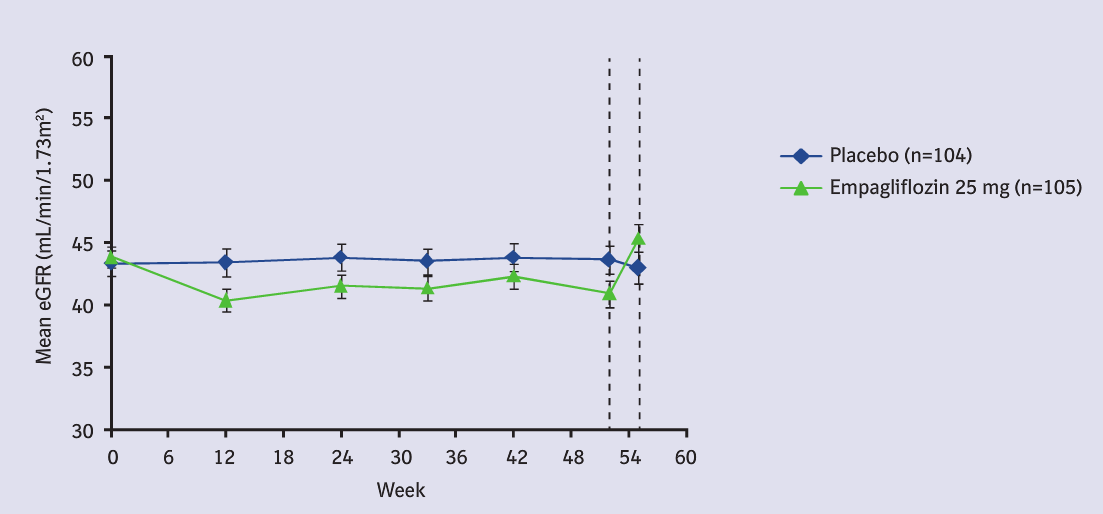 60
55
50
45
40
35
30
Mean eGFR (mL/min/1.73m²)
0 6 12 18 24 30 36 42 48 54 60
Week
Placebo (n=104)
Empagliflozin 25 mg (n=105)